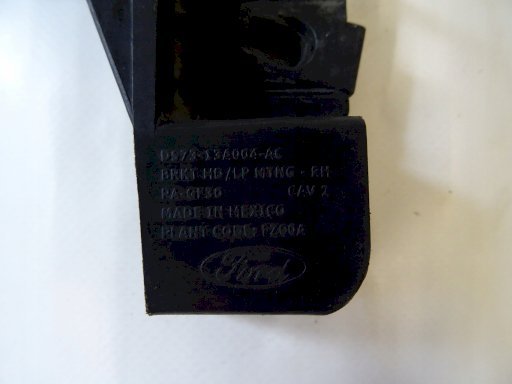 DS73-13A004-AC
BRKT HD/LP MTNG - RH
PA-GF30 CAV 2
MADE IN MEXICO
PLANT CODE: FZ00A
Ford